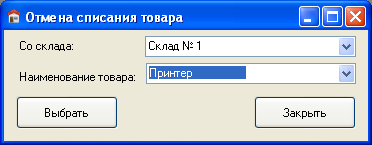 Отмена списания товара
Со склада: Склад № 1
Наименование товара: Принтер
Выбрать Закрыть